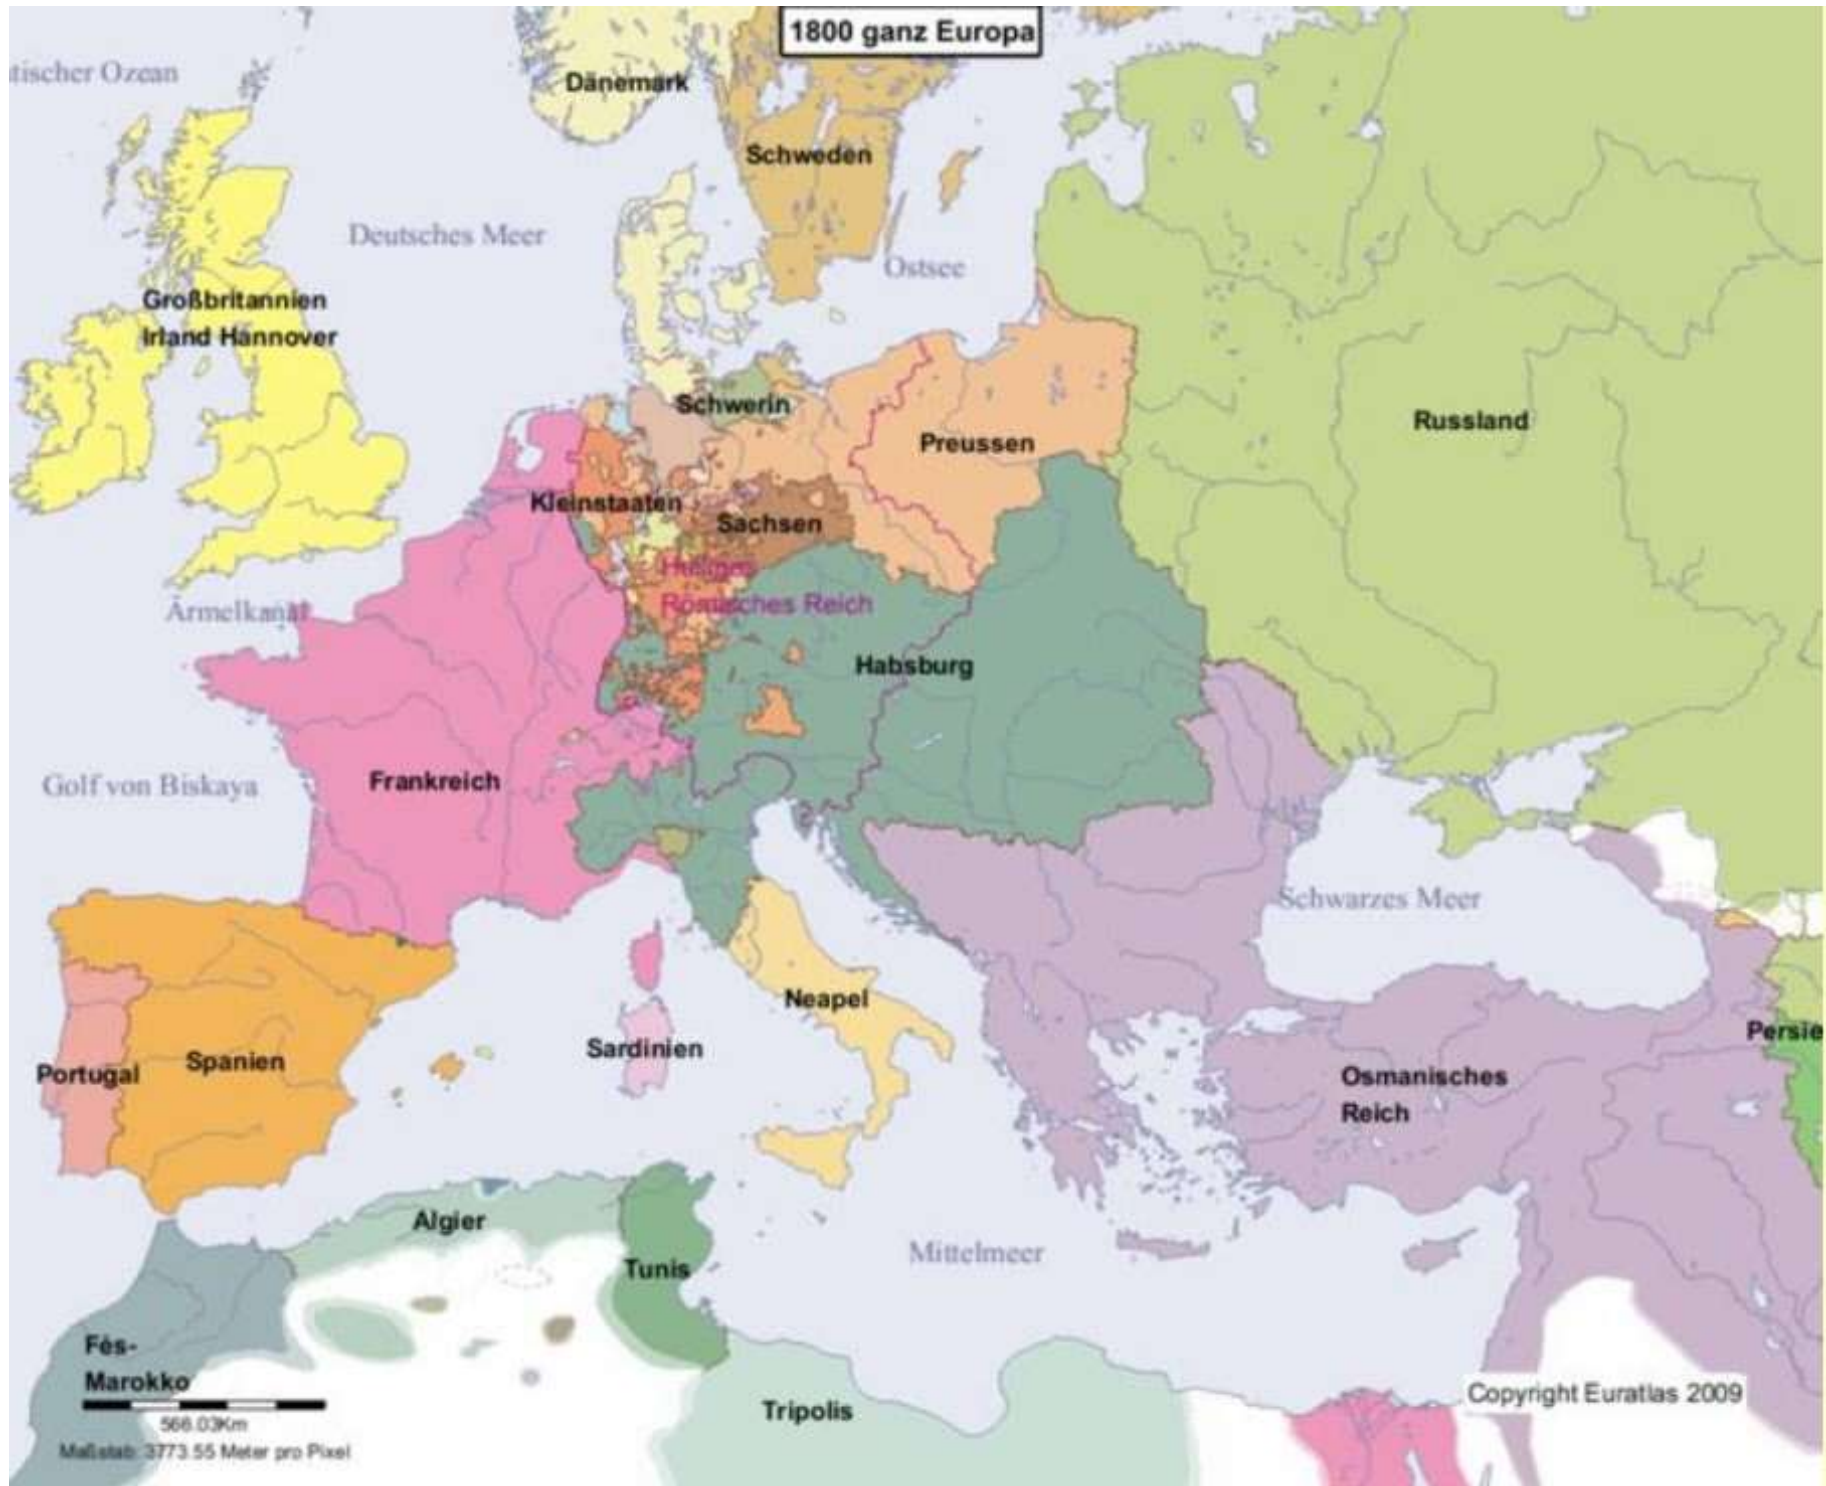 1800 ganz Europa
tischer Ozean
Dänemark
Schweden
Deutsches Meer
Ostsee
Großbritannien
Irland Hannover
Schwerin
Russland
Preussen
Kleinstaaten
Sachsen
Heiliges
Römisches Reich
Ärmelkanal
Habsburg
Golf von Biskaya
Frankreich
Schwarzes Meer
Neapel
Sardinien
Spanien
Portugal
Persie
Osmanisches
Reich
Algier
Tunis
Mittelmeer
Fès-
Marokko
Tripolis
Copyright Euratlas 2009
566.03Km
Maßstab: 3773.55 Meter pro Pixel